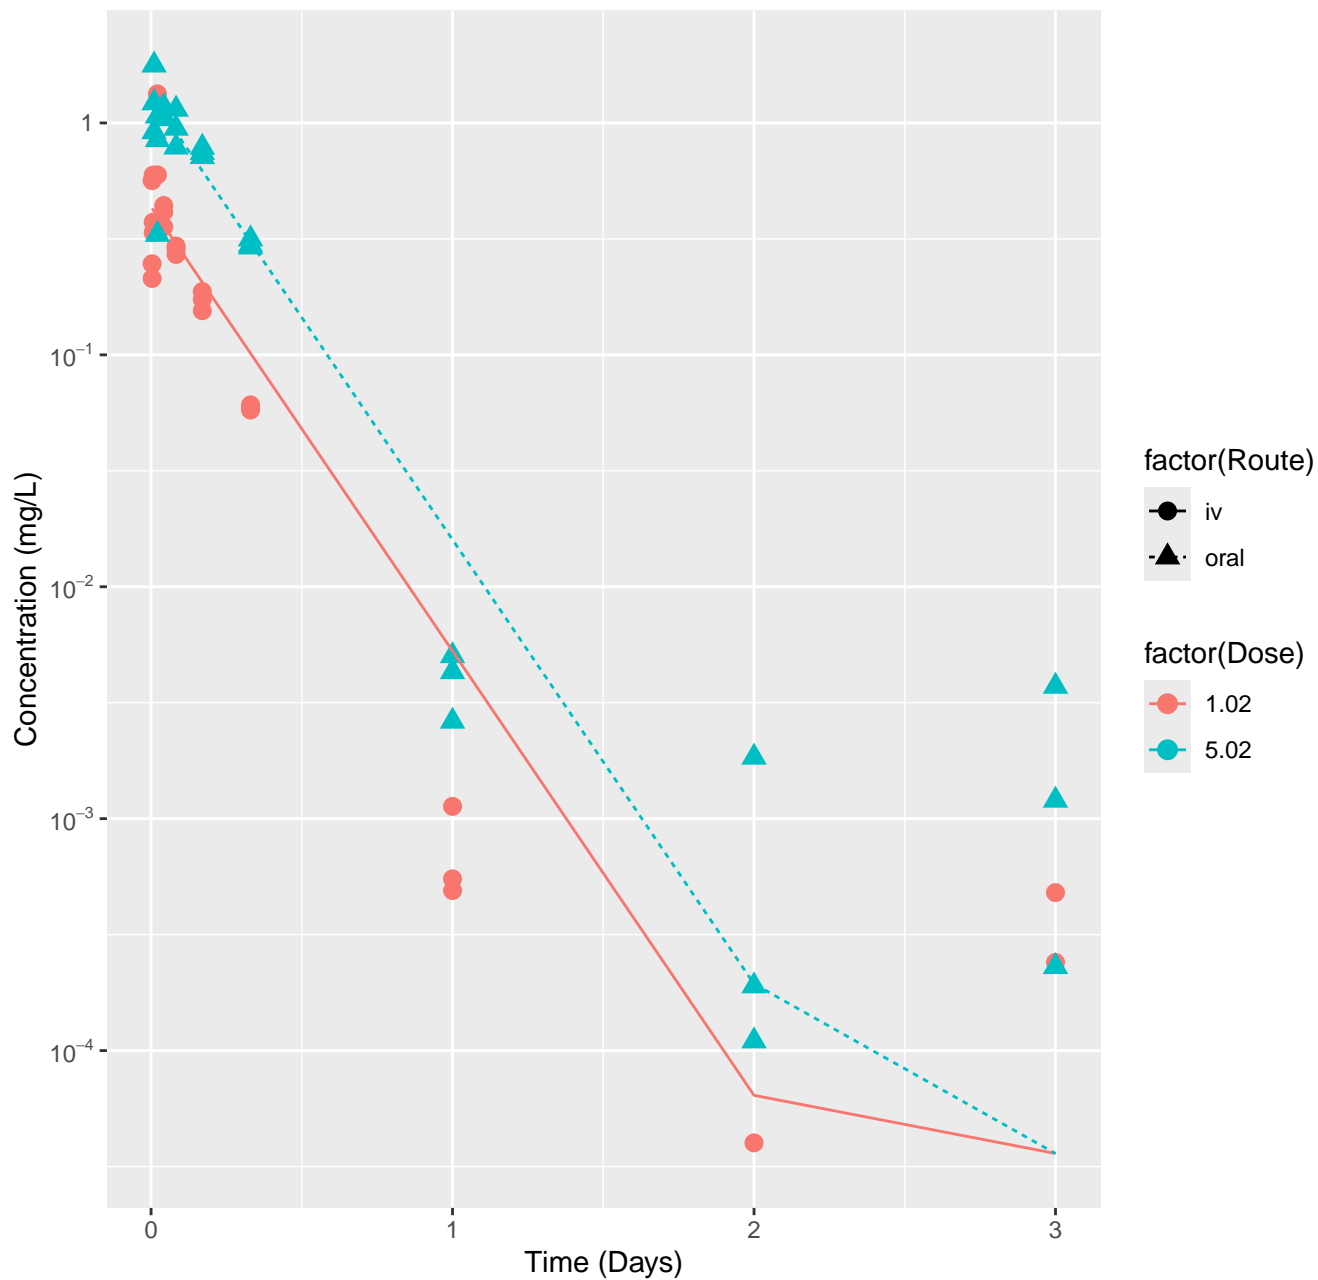 Concentration (mg/L)
1
10⁻¹
10⁻²
10⁻³
10⁻⁴
0 1 2 3
Time (Days)
factor(Route)
iv
oral
factor(Dose)
1.02
5.02